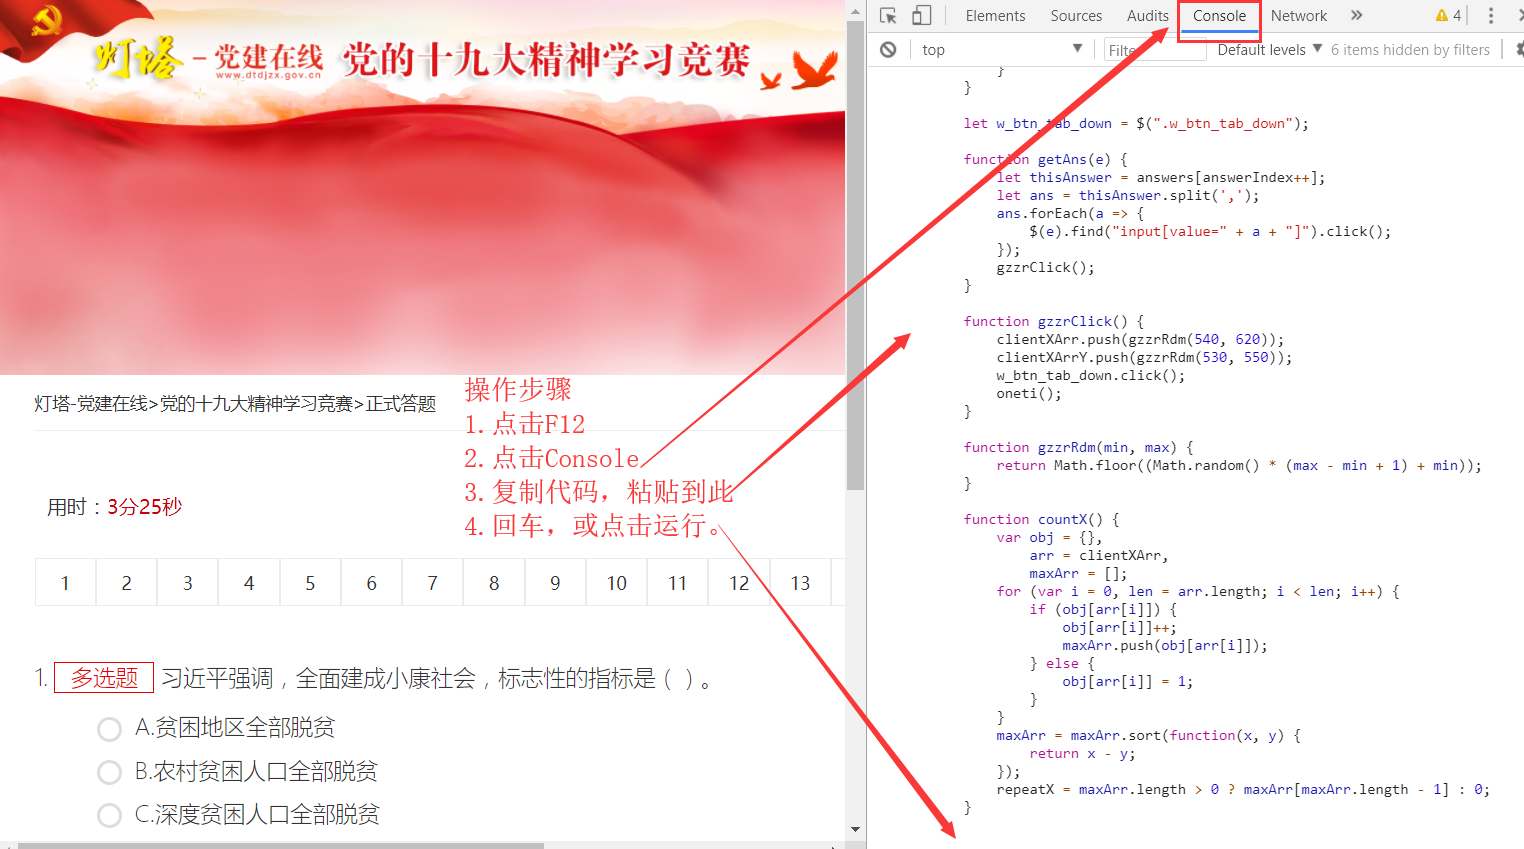 灯塔-党建在线 党的十九大精神学习竞赛
www.dtdjzx.gov.cn
灯塔-党建在线>党的十九大精神学习竞赛>正式答题
用时：3分25秒
1 2 3 4 5 6 7 8 9 10 11 12 13
1. 多选题 习近平强调，全面建成小康社会，标志性的指标是（ ）。
A.贫困地区全部脱贫
B.农村贫困人口全部脱贫
C.深度贫困人口全部脱贫
操作步骤
1.点击F12
2.点击Console
3.复制代码，粘贴到此
4.回车，或点击运行。
Elements Sources Audits Console Network » 4
top Filte Default levels 6 items hidden by filters
}
}
let w_btn_tab_down = $(".w_btn_tab_down");
function getAns(e) {
let thisAnswer = answers[answerIndex++];
let ans = thisAnswer.split(',');
ans.forEach(a => {
$(e).find("input[value=" + a + "]").click();
});
gzzrClick();
}
function gzzrClick() {
clientXArr.push(gzzrRdm(540, 620));
clientXArrY.push(gzzrRdm(530, 550));
w_btn_tab_down.click();
oneti();
}
function gzzrRdm(min, max) {
return Math.floor((Math.random() * (max - min + 1) + min));
}
function countX() {
var obj = {},
arr = clientXArr,
maxArr = [];
for (var i = 0, len = arr.length; i < len; i++) {
if (obj[arr[i]]) {
obj[arr[i]]++;
maxArr.push(obj[arr[i]]);
} else {
obj[arr[i]] = 1;
}
}
maxArr = maxArr.sort(function(x, y) {
return x - y;
});
repeatX = maxArr.length > 0 ? maxArr[maxArr.length - 1] : 0;
}